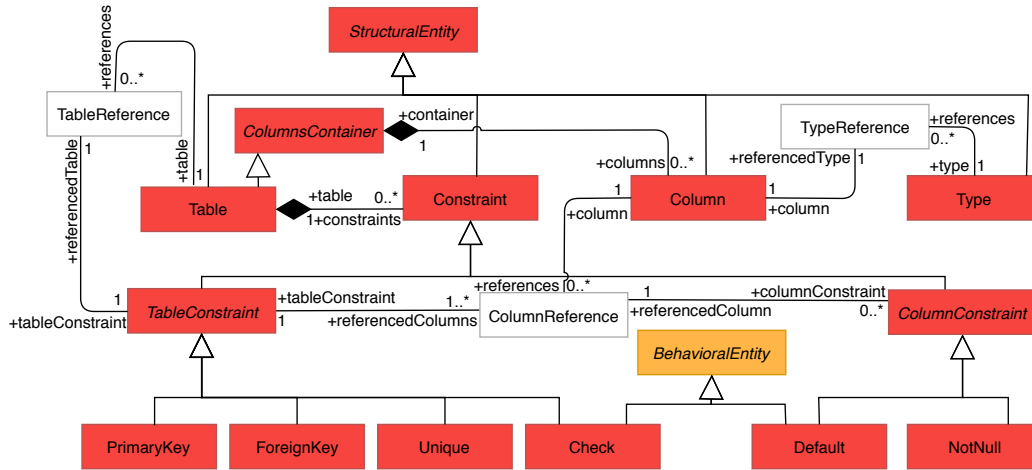 StructuralEntity
+references
0..*
TableReference
1
+referencedTable
+table
1
ColumnsContainer
+container
1
TypeReference
+references
0..*
+referencedType
1
+columns
0..*
+type
1
Table
+table
0..*
1
+constraints
Constraint
1
Column
1
+column
+column
Type
+references
0..*
1
+tableConstraint
TableConstraint
+tableConstraint
1
1..*
+referencedColumns
ColumnReference
1
+referencedColumn
+columnConstraint
0..*
ColumnConstraint
BehavioralEntity
PrimaryKey
ForeignKey
Unique
Check
Default
NotNull